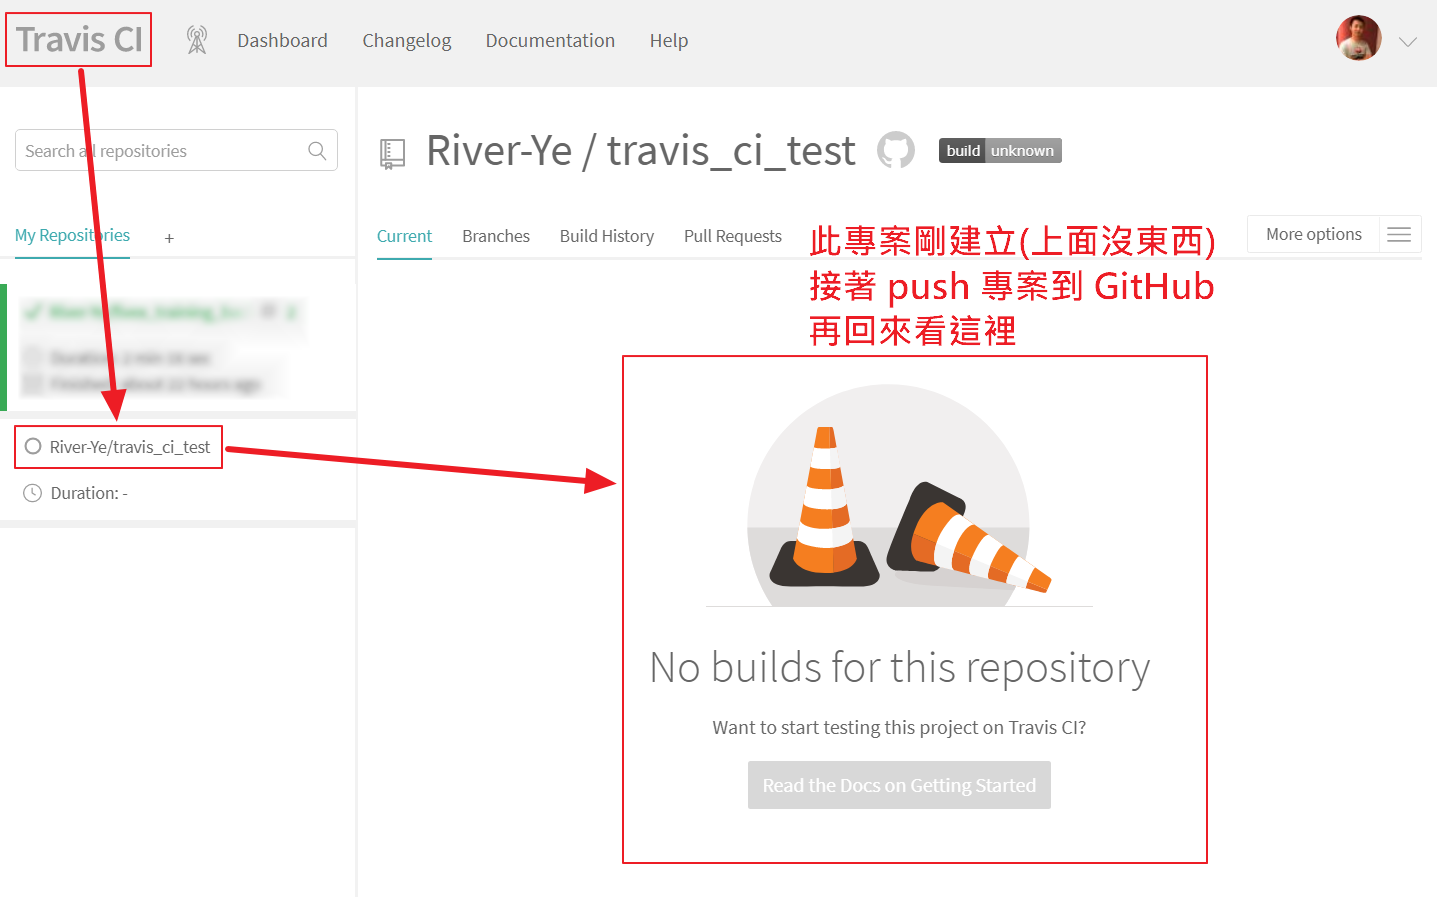 Travis CI
Dashboard
Changelog
Documentation
Help
Search all repositories
My Repositories
+
River-Ye/travis_ci_test
Duration: -
River-Ye / travis_ci_test
build unknown
Current
Branches
Build History
Pull Requests
More options
此專案剛建立(上面沒東西)
接著 push 專案到 GitHub
再回來看這裡
No builds for this repository
Want to start testing this project on Travis CI?
Read the Docs on Getting Started